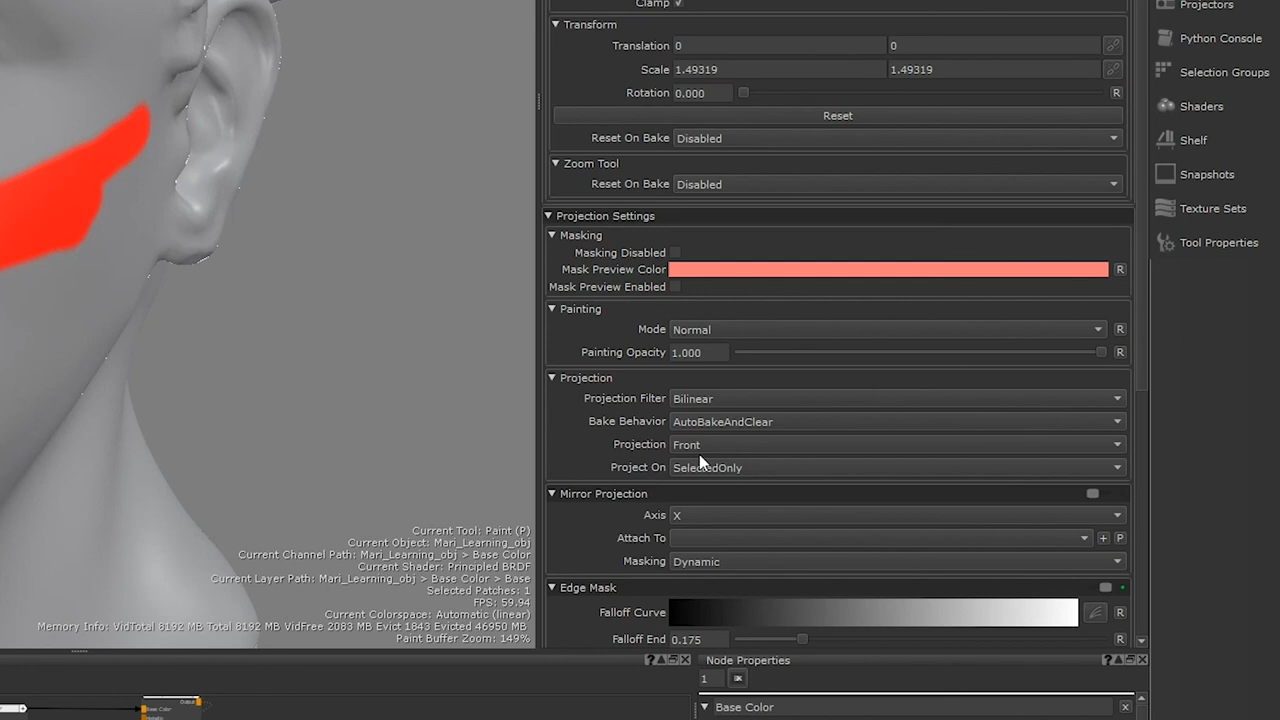 Clamp
Transform
Translation 0 0
Scale 1.49319 1.49319
Rotation 0.000 R
Reset
Reset On Bake Disabled
Zoom Tool
Reset On Bake Disabled
Projection Settings
Masking
Masking Disabled
Mask Preview Color R
Mask Preview Enabled
Painting
Mode Normal R
Painting Opacity 1.000 R
Projection
Projection Filter Bilinear
Bake Behavior AutoBakeAndClear
Projection Front
Project On SelectedOnly
Mirror Projection
Axis X
Attach To + P
Masking Dynamic
Edge Mask
Falloff Curve R
Falloff End 0.175 R
Projectors
Python Console
Selection Groups
Shaders
Shelf
Snapshots
Texture Sets
Tool Properties
Current Tool: Paint (P)
Current Object: Mari_Learning_obj
Current Channel Path: Mari_Learning_obj > Base Color
Current Shader: Principled BRDF
Current Layer Path: Mari_Learning_obj > Base Color > Base
Selected Patches: 1
FPS: 59.94
Current Colorspace: Automatic (linear)
Memory Info: VidTotal 8192 MB Total 8192 MB VidFree 2083 MB Evict 1843 Evicted 46950 MB
Paint Buffer Zoom: 149%
Node Properties
1
Base Color
Output
Base Color